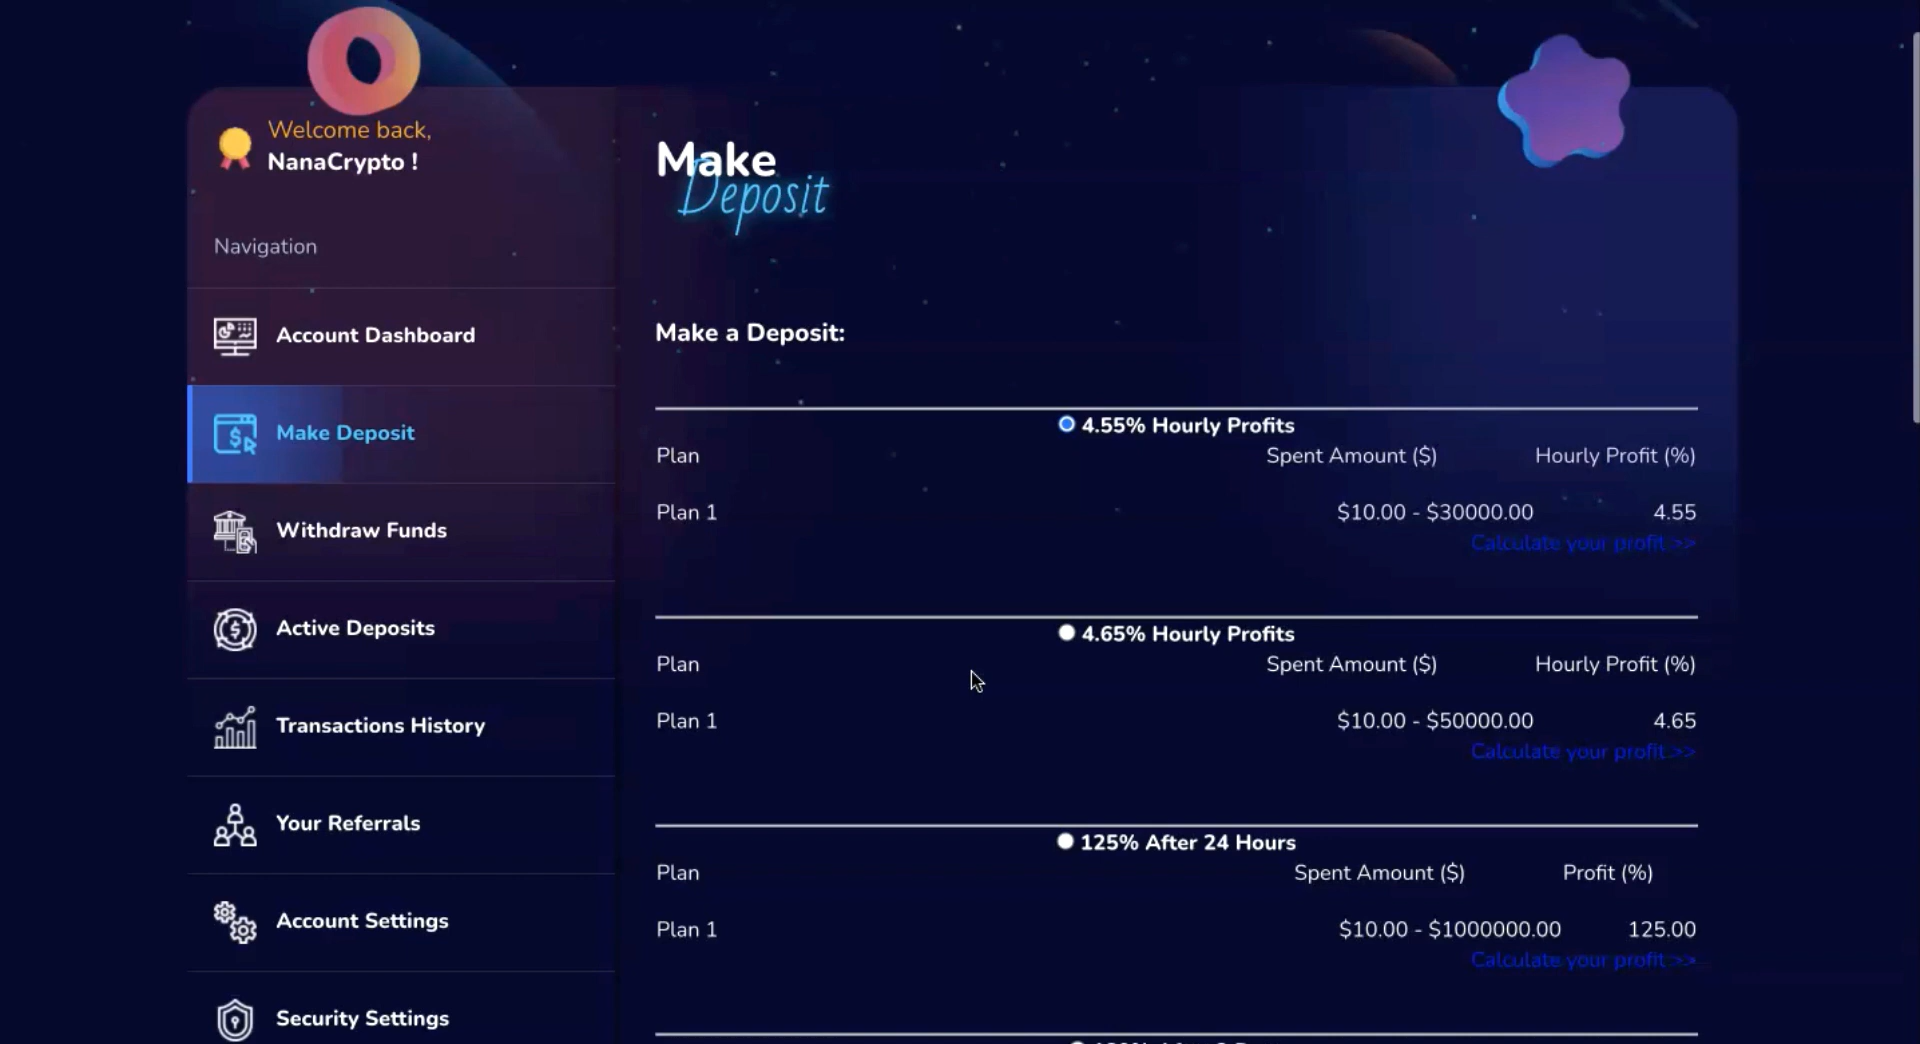 Welcome back,
NanaCrypto !
Navigation
Account Dashboard
Make Deposit
Withdraw Funds
Active Deposits
Transactions History
Your Referrals
Account Settings
Security Settings
Make
Deposit
Make a Deposit:
4.55% Hourly Profits
Plan Spent Amount ($) Hourly Profit (%)
Plan 1 $10.00 - $30000.00 4.55
Calculate your profit >>
4.65% Hourly Profits
Plan Spent Amount ($) Hourly Profit (%)
Plan 1 $10.00 - $50000.00 4.65
Calculate your profit >>
125% After 24 Hours
Plan Spent Amount ($) Profit (%)
Plan 1 $10.00 - $1000000.00 125.00
Calculate your profit >>